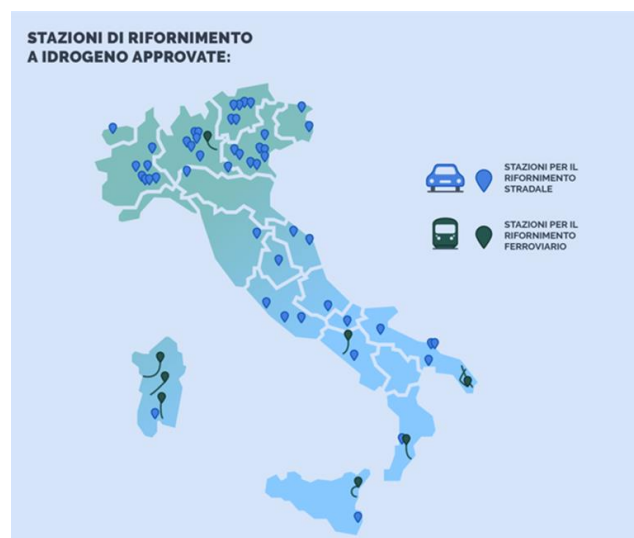 STAZIONI DI RIFORNIMENTO
A IDROGENO APPROVATE:
STAZIONI PER IL
RIFORNIMENTO
STRADALE
STAZIONI PER IL
RIFORNIMENTO
FERROVIARIO